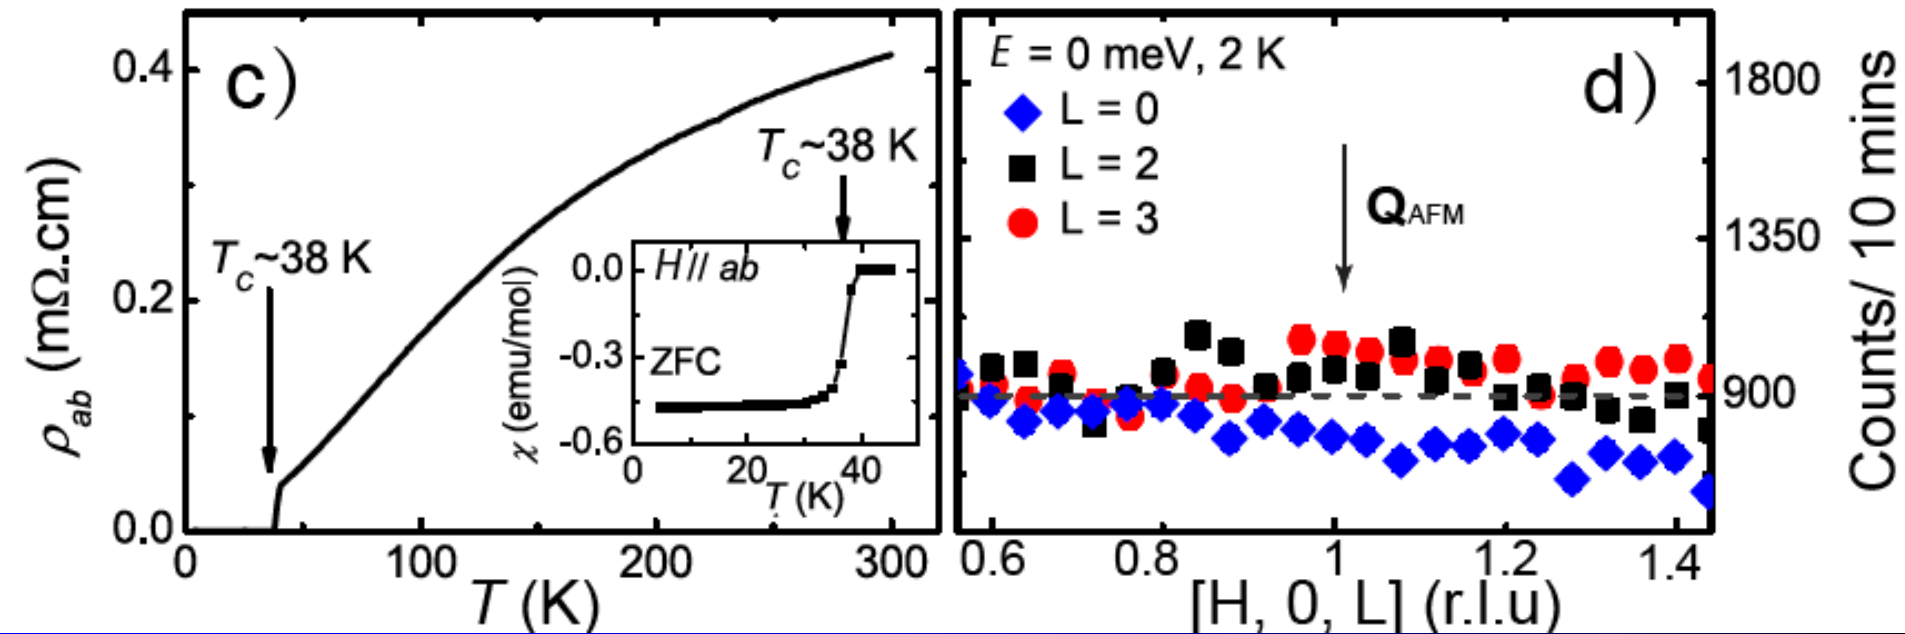 c)
0.4
0.2
0.0
ρab (mΩ.cm)
Tc~38 K
Tc~38 K
0 100 200 300
T (K)
H// ab
ZFC
0.0
-0.3
-0.6
χ (emu/mol)
0 20 40
T (K)
d)
E = 0 meV, 2 K
L = 0
L = 2
L = 3
QAFM
1800
1350
900
Counts/ 10 mins
0.6 0.8 1 1.2 1.4
[H, 0, L] (r.l.u)